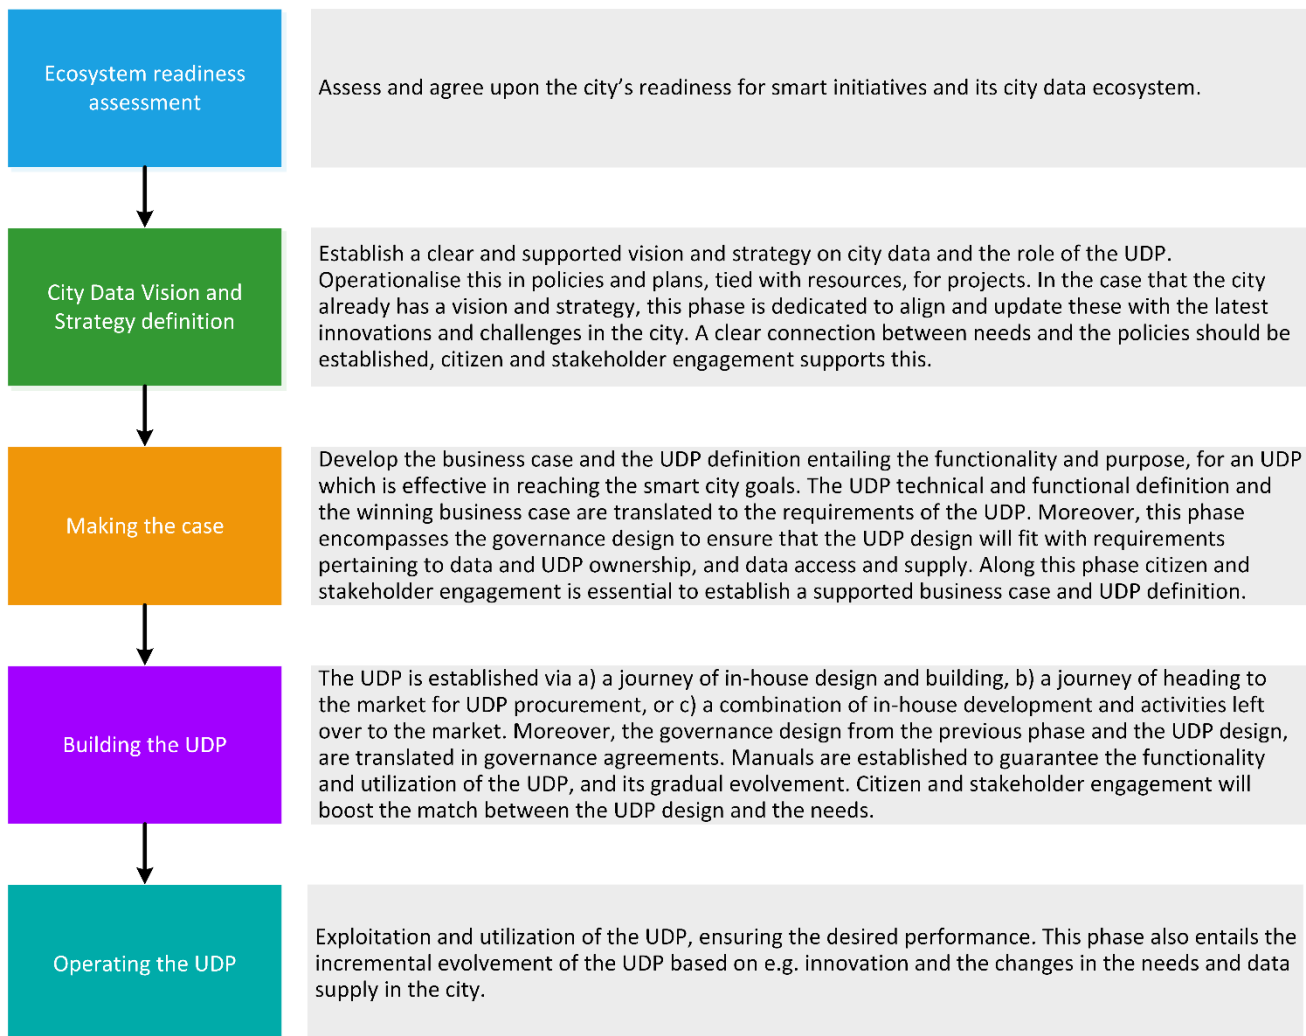 Ecosystem readiness
assessment
Assess and agree upon the city’s readiness for smart initiatives and its city data ecosystem.
City Data Vision and
Strategy definition
Establish a clear and supported vision and strategy on city data and the role of the UDP.
Operationalise this in policies and plans, tied with resources, for projects. In the case that the city
already has a vision and strategy, this phase is dedicated to align and update these with the latest
innovations and challenges in the city. A clear connection between needs and the policies should be
established, citizen and stakeholder engagement supports this.
Making the case
Develop the business case and the UDP definition entailing the functionality and purpose, for an UDP
which is effective in reaching the smart city goals. The UDP technical and functional definition and
the winning business case are translated to the requirements of the UDP. Moreover, this phase
encompasses the governance design to ensure that the UDP design will fit with requirements
pertaining to data and UDP ownership, and data access and supply. Along this phase citizen and
stakeholder engagement is essential to establish a supported business case and UDP definition.
Building the UDP
The UDP is established via a) a journey of in-house design and building, b) a journey of heading to
the market for UDP procurement, or c) a combination of in-house development and activities left
over to the market. Moreover, the governance design from the previous phase and the UDP design,
are translated in governance agreements. Manuals are established to guarantee the functionality
and utilization of the UDP, and its gradual evolvement. Citizen and stakeholder engagement will
boost the match between the UDP design and the needs.
Operating the UDP
Exploitation and utilization of the UDP, ensuring the desired performance. This phase also entails the
incremental evolvement of the UDP based on e.g. innovation and the changes in the needs and data
supply in the city.